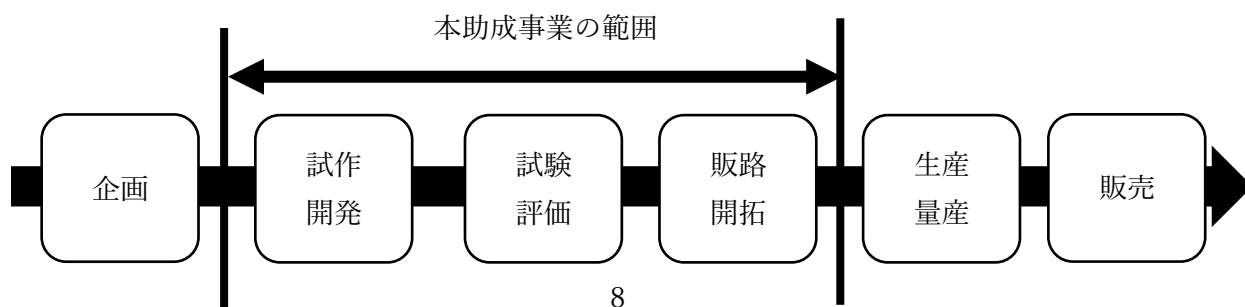 本助成事業の範囲
企画
試作
開発
試験
評価
販路
開拓
生産
量産
販売
8